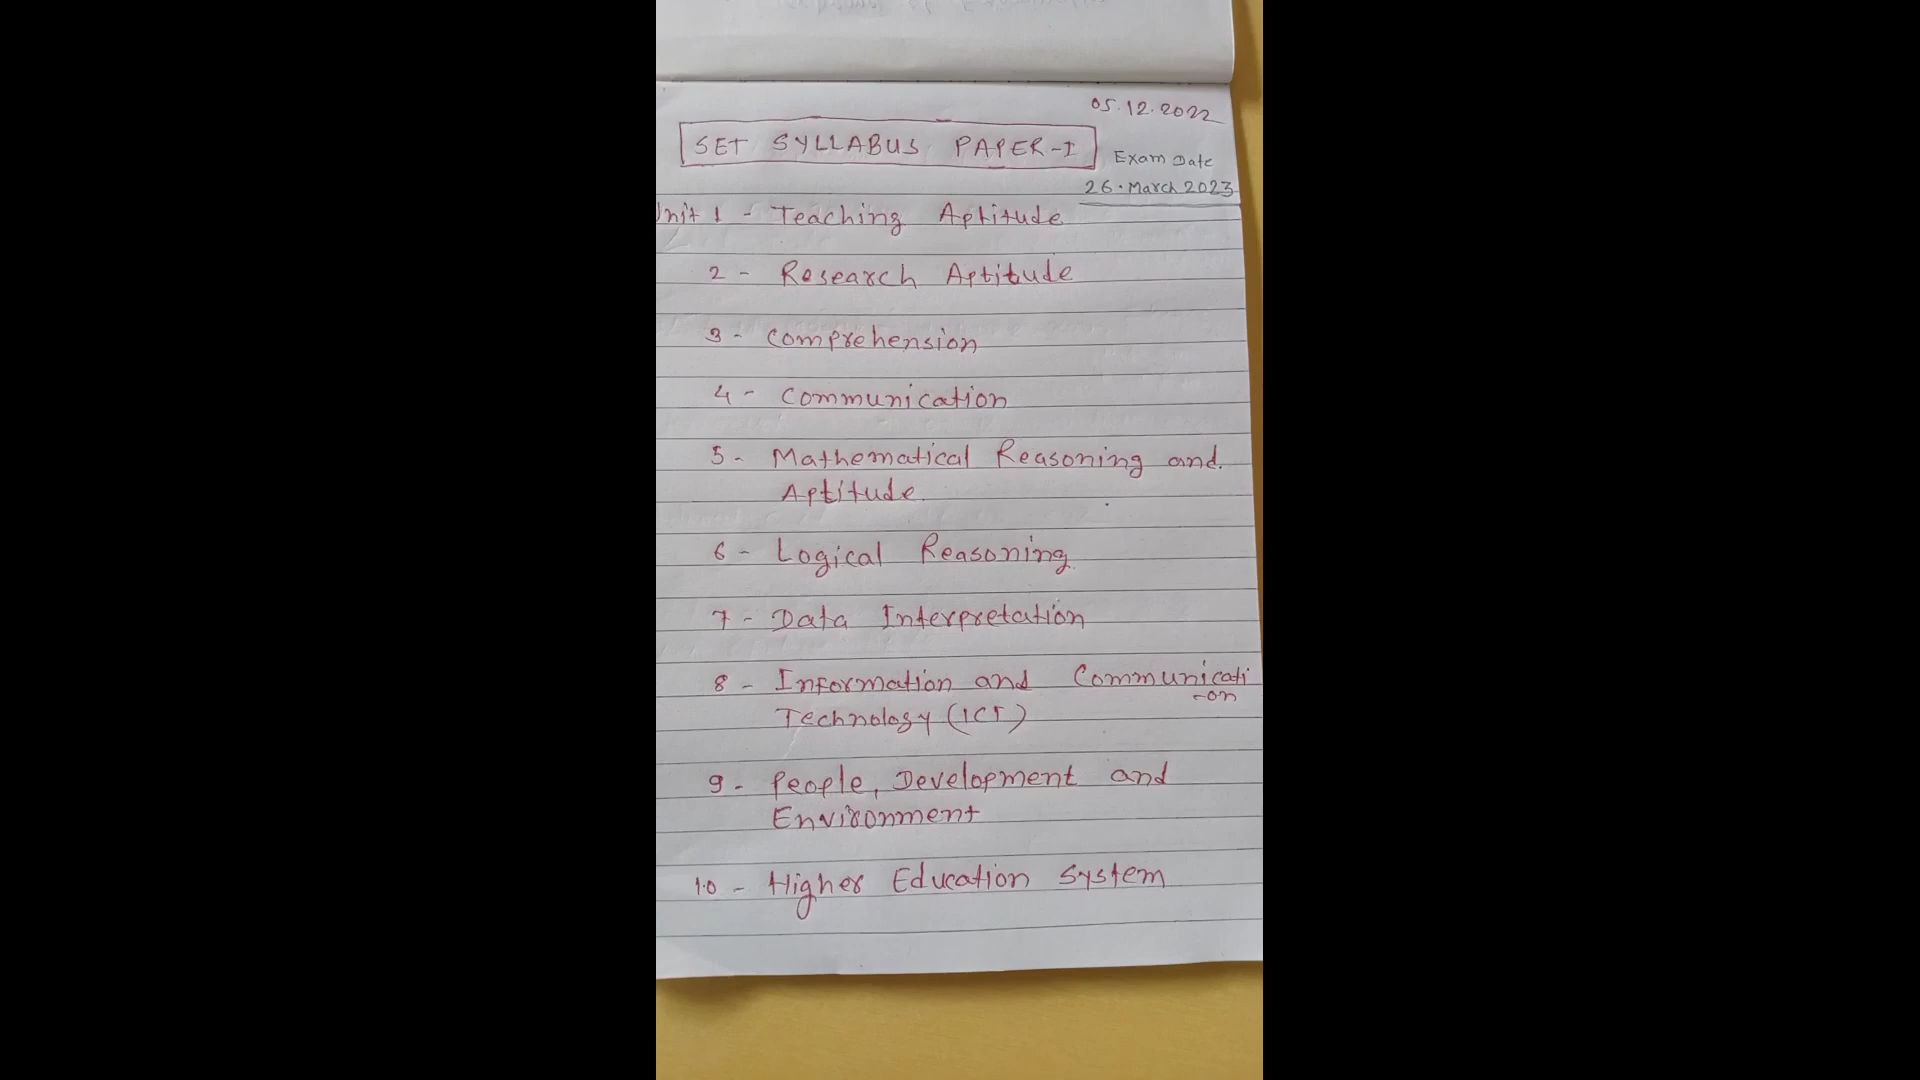 05.12.2022
SET SYLLABUS PAPER-I
Exam Date
26.March 2023
Unit 1 - Teaching Aptitude
2 - Research Aptitude
3 - Comprehension
4 - Communication
5 - Mathematical Reasoning and
Aptitude
6 - Logical Reasoning
7 - Data Interpretation
8 - Information and Communicati
-on
Technology (ICT)
9 - People, Development and
Environment
10 - Higher Education System